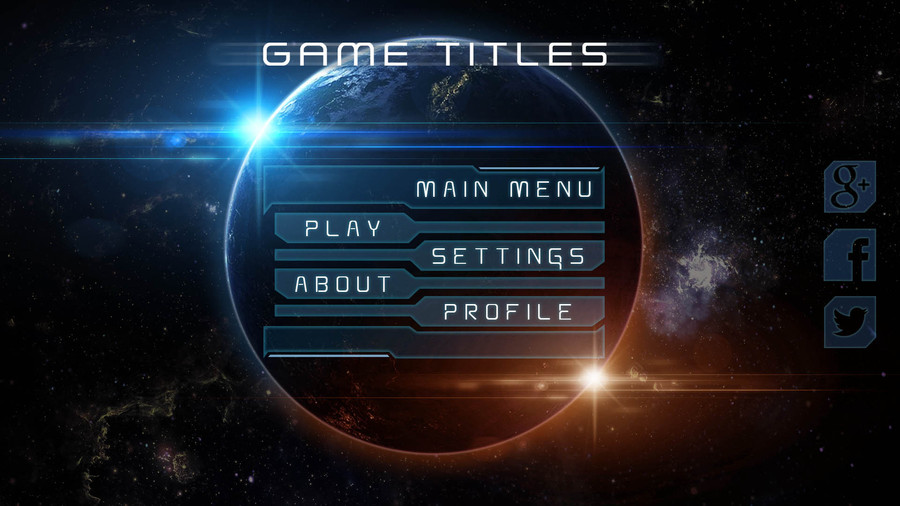 GAME TITLES
MAIN MENU
PLAY
SETTINGS
ABOUT
PROFILE
g+
f